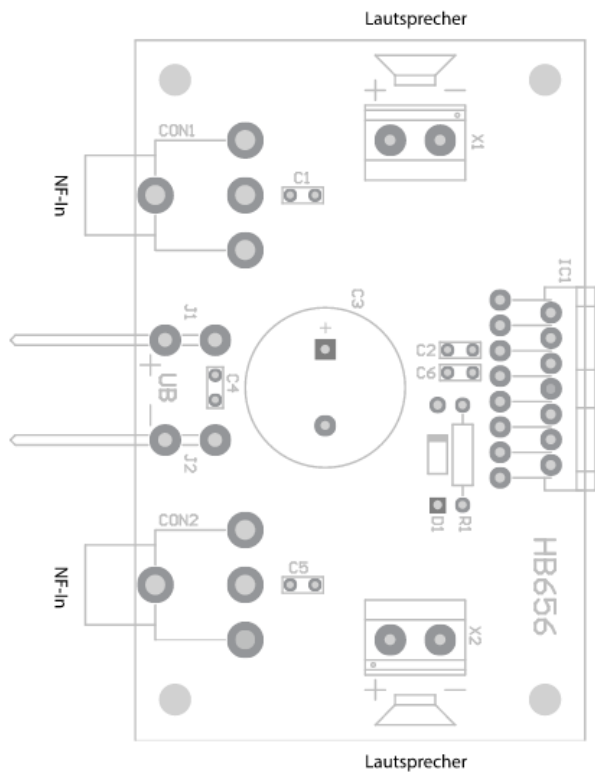 Lautsprecher
+ −
CON1
X1
NF-In
C1
IC1
J1
C3
+
C2
+
UB
C4
C6
−
J2
D1
R1
CON2
HB656
NF-In
C5
X2
+ −
Lautsprecher